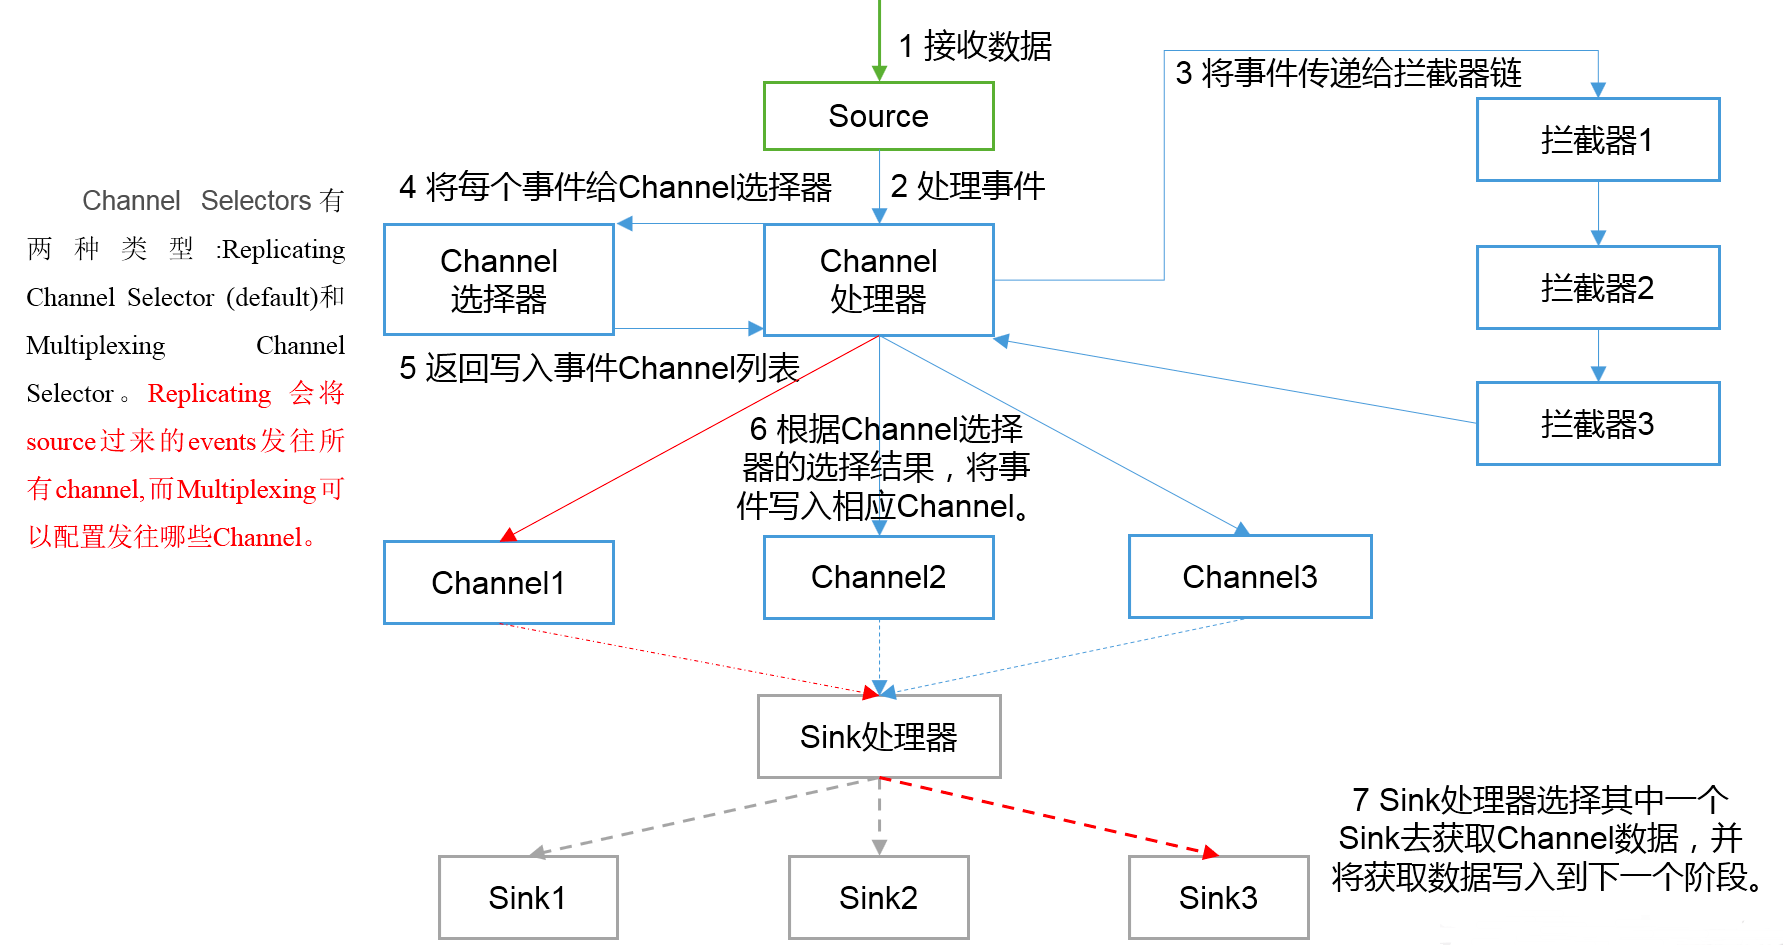 1 接收数据
3 将事件传递给拦截器链
Source
拦截器1
4 将每个事件给Channel选择器
2 处理事件
Channel Selectors有
两种类型:Replicating
Channel Selector (default)和
Multiplexing Channel
Selector。Replicating 会将
source过来的events发往所
有channel,而Multiplexing可
以配置发往哪些Channel。
Channel
选择器
Channel
处理器
拦截器2
5 返回写入事件Channel列表
拦截器3
6 根据Channel选择
器的选择结果，将事
件写入相应Channel。
Channel1
Channel2
Channel3
Sink处理器
7 Sink处理器选择其中一个
Sink去获取Channel数据，并
将获取数据写入到下一个阶段。
Sink1
Sink2
Sink3